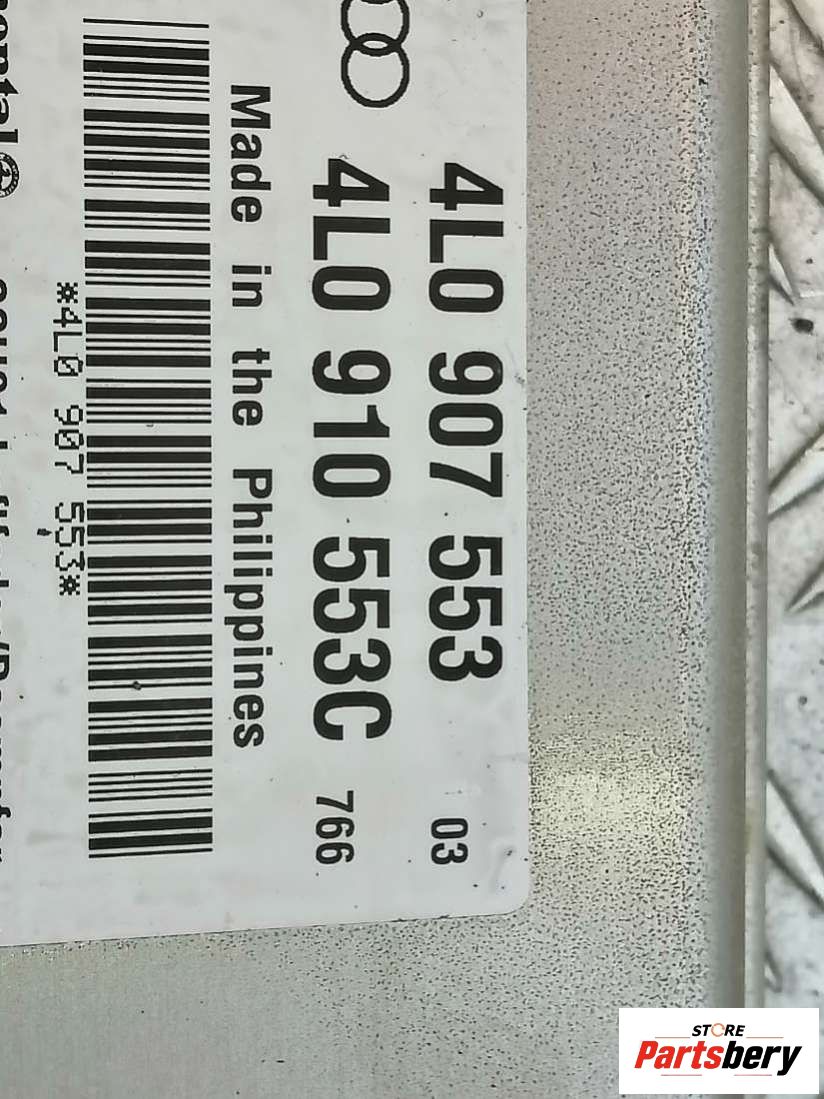 4L0 907 553 03
4L0 910 553C 766
Made in the Philippines
*4L0 907 553*
STORE
Partsbery